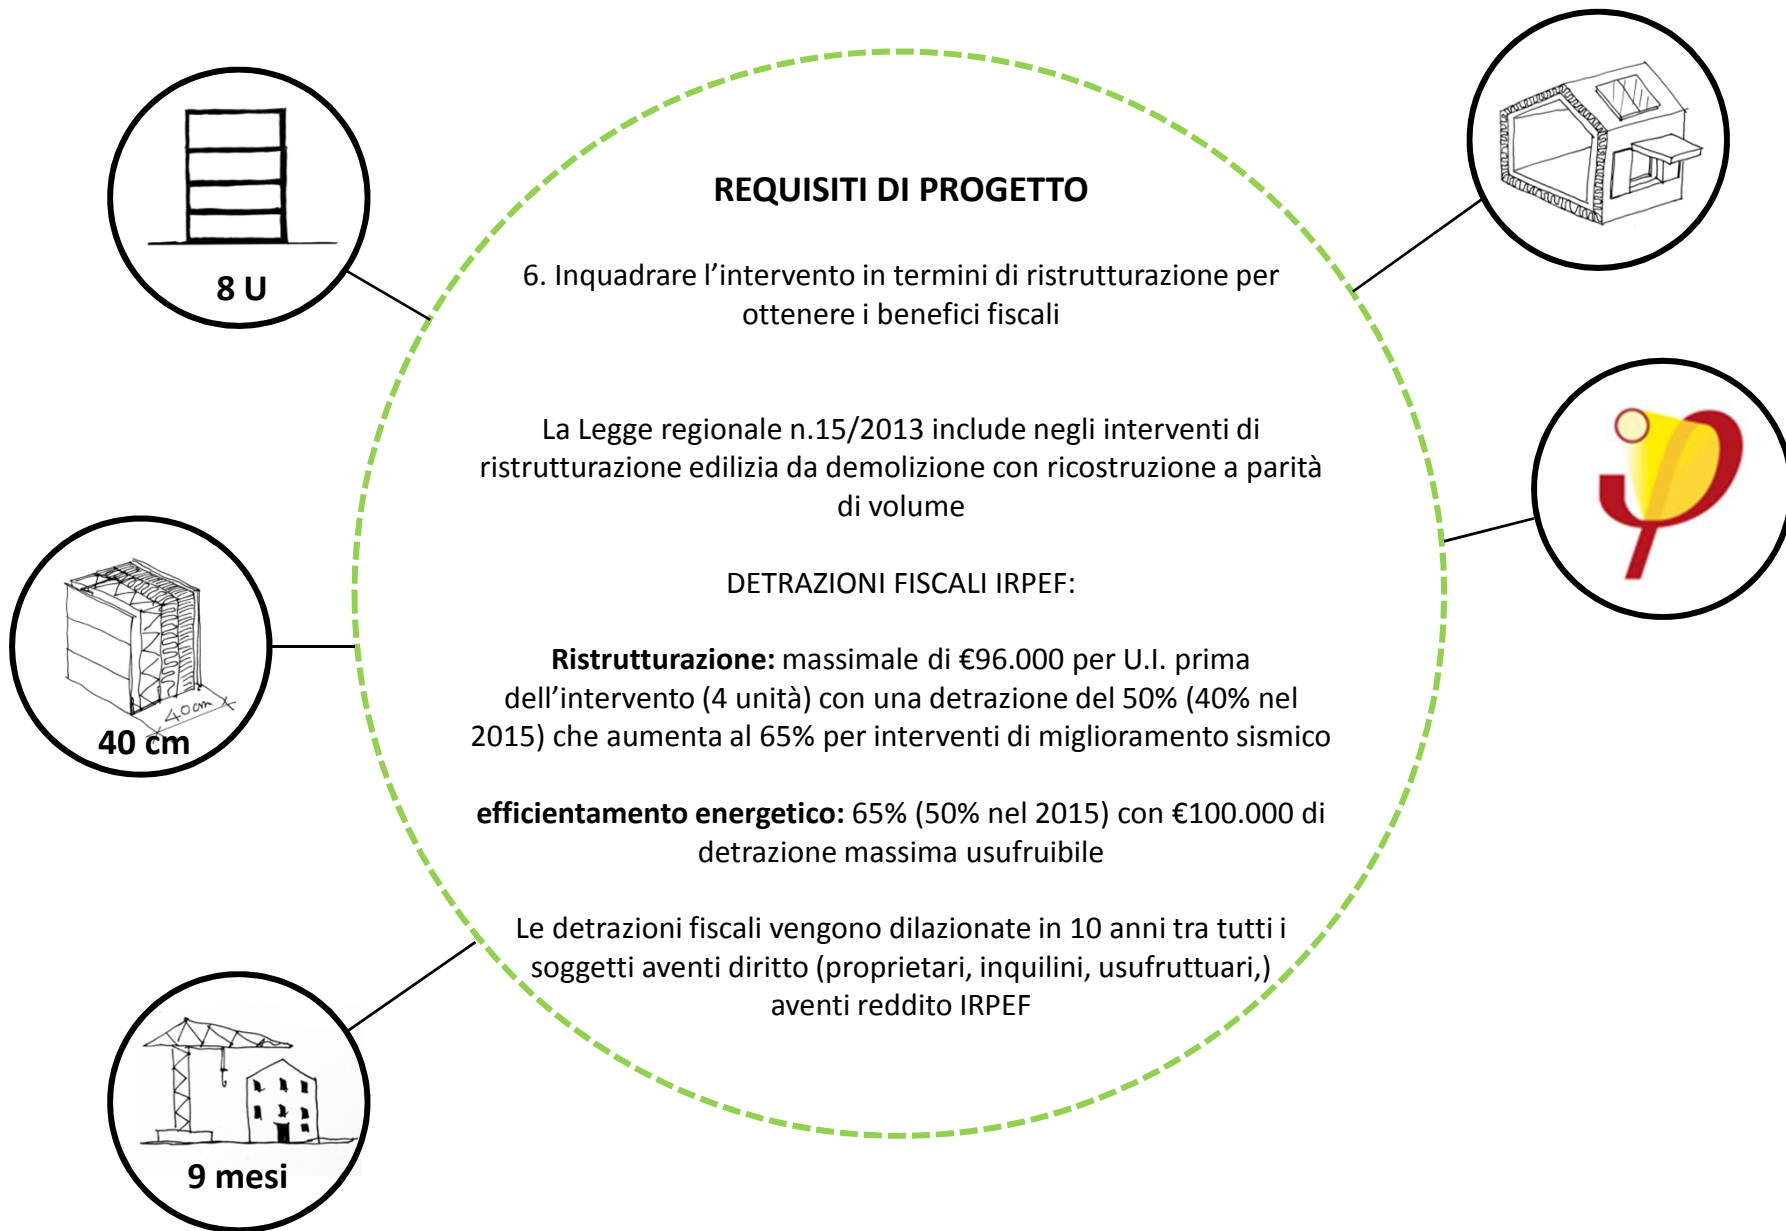 REQUISITI DI PROGETTO
6. Inquadrare l’intervento in termini di ristrutturazione per
ottenere i benefici fiscali
La Legge regionale n.15/2013 include negli interventi di
ristrutturazione edilizia da demolizione con ricostruzione a parità
di volume
DETRAZIONI FISCALI IRPEF:
Ristrutturazione: massimale di €96.000 per U.I. prima
dell’intervento (4 unità) con una detrazione del 50% (40% nel
2015) che aumenta al 65% per interventi di miglioramento sismico
efficientamento energetico: 65% (50% nel 2015) con €100.000 di
detrazione massima usufruibile
Le detrazioni fiscali vengono dilazionate in 10 anni tra tutti i
soggetti aventi diritto (proprietari, inquilini, usufruttuari,)
aventi reddito IRPEF
8 U
40cm
40 cm
9 mesi